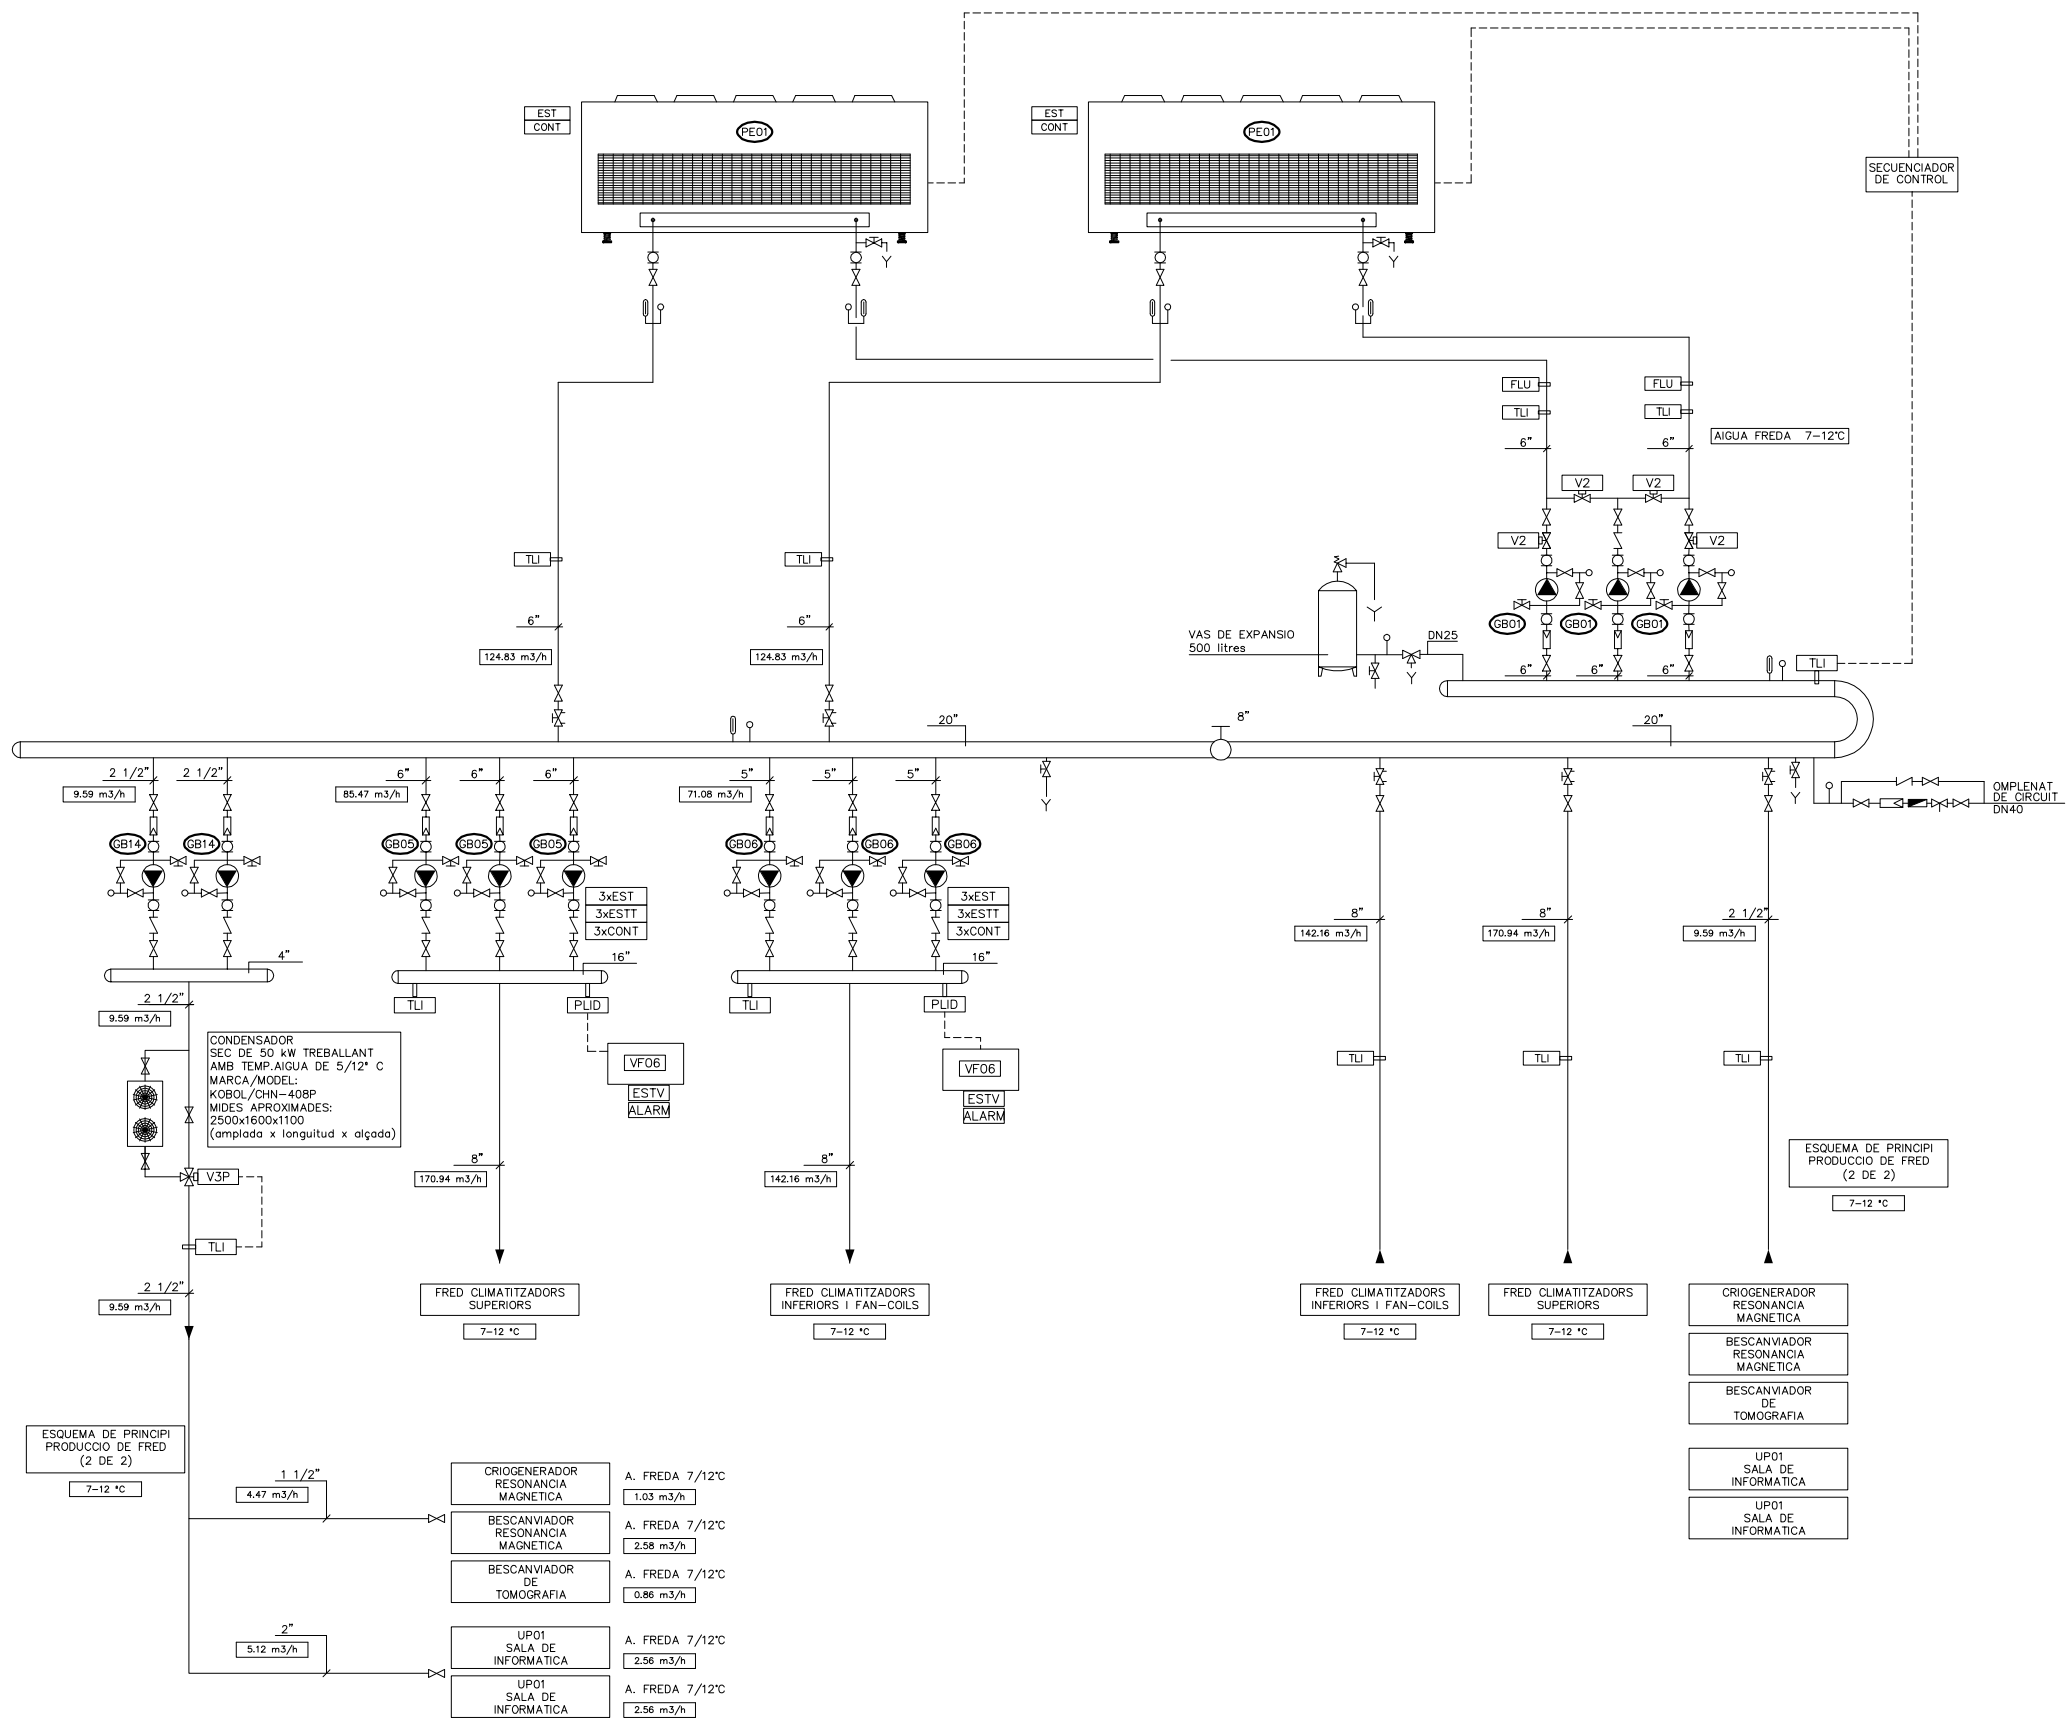 EST
CONT
PE01
EST
CONT
PE01
SECUENCIADOR
DE CONTROL
FLU
FLU
TLI
TLI
6"
6"
AIGUA FREDA 7-12°C
V2
V2
V2
V2
TLI
TLI
6"
6"
124.83 m3/h
124.83 m3/h
GB01
GB01
GB01
VAS DE EXPANSIO
500 litres
DN25
6"
6"
6"
TLI
20"
8"
20"
2 1/2"
2 1/2"
6"
6"
6"
5"
5"
5"
9.59 m3/h
85.47 m3/h
71.08 m3/h
OMPLENAT
DE CIRCUIT
DN40
GB14
GB14
GB05
GB05
GB05
GB06
GB06
GB06
3xEST
3xESTT
3xCONT
3xEST
3xESTT
3xCONT
8"
8"
2 1/2"
142.16 m3/h
170.94 m3/h
9.59 m3/h
4"
16"
16"
2 1/2"
9.59 m3/h
TLI
PLID
TLI
PLID
CONDENSADOR
SEC DE 50 kW TREBALLANT
AMB TEMP.AIGUA DE 5/12° C
MARCA/MODEL:
KOBOL/CHN-408P
MIDES APROXIMADES:
2500x1600x1100
(amplada x longuitud x alçada)
VF06
ESTV
ALARM
VF06
ESTV
ALARM
TLI
TLI
TLI
V3P
8"
170.94 m3/h
8"
142.16 m3/h
ESQUEMA DE PRINCIPI
PRODUCCIO DE FRED
(2 DE 2)
7-12 °C
TLI
2 1/2"
9.59 m3/h
FRED CLIMATITZADORS
SUPERIORS
7-12 °C
FRED CLIMATITZADORS
INFERIORS I FAN-COILS
7-12 °C
FRED CLIMATITZADORS
INFERIORS I FAN-COILS
7-12 °C
FRED CLIMATITZADORS
SUPERIORS
7-12 °C
CRIOGENERADOR
RESONANCIA
MAGNETICA
BESCANVIADOR
RESONANCIA
MAGNETICA
BESCANVIADOR
DE
TOMOGRAFIA
UP01
SALA DE
INFORMATICA
UP01
SALA DE
INFORMATICA
ESQUEMA DE PRINCIPI
PRODUCCIO DE FRED
(2 DE 2)
7-12 °C
1 1/2"
4.47 m3/h
CRIOGENERADOR
RESONANCIA
MAGNETICA
A. FREDA 7/12°C
1.03 m3/h
BESCANVIADOR
RESONANCIA
MAGNETICA
A. FREDA 7/12°C
2.58 m3/h
BESCANVIADOR
DE
TOMOGRAFIA
A. FREDA 7/12°C
0.86 m3/h
2"
5.12 m3/h
UP01
SALA DE
INFORMATICA
A. FREDA 7/12°C
2.56 m3/h
UP01
SALA DE
INFORMATICA
A. FREDA 7/12°C
2.56 m3/h